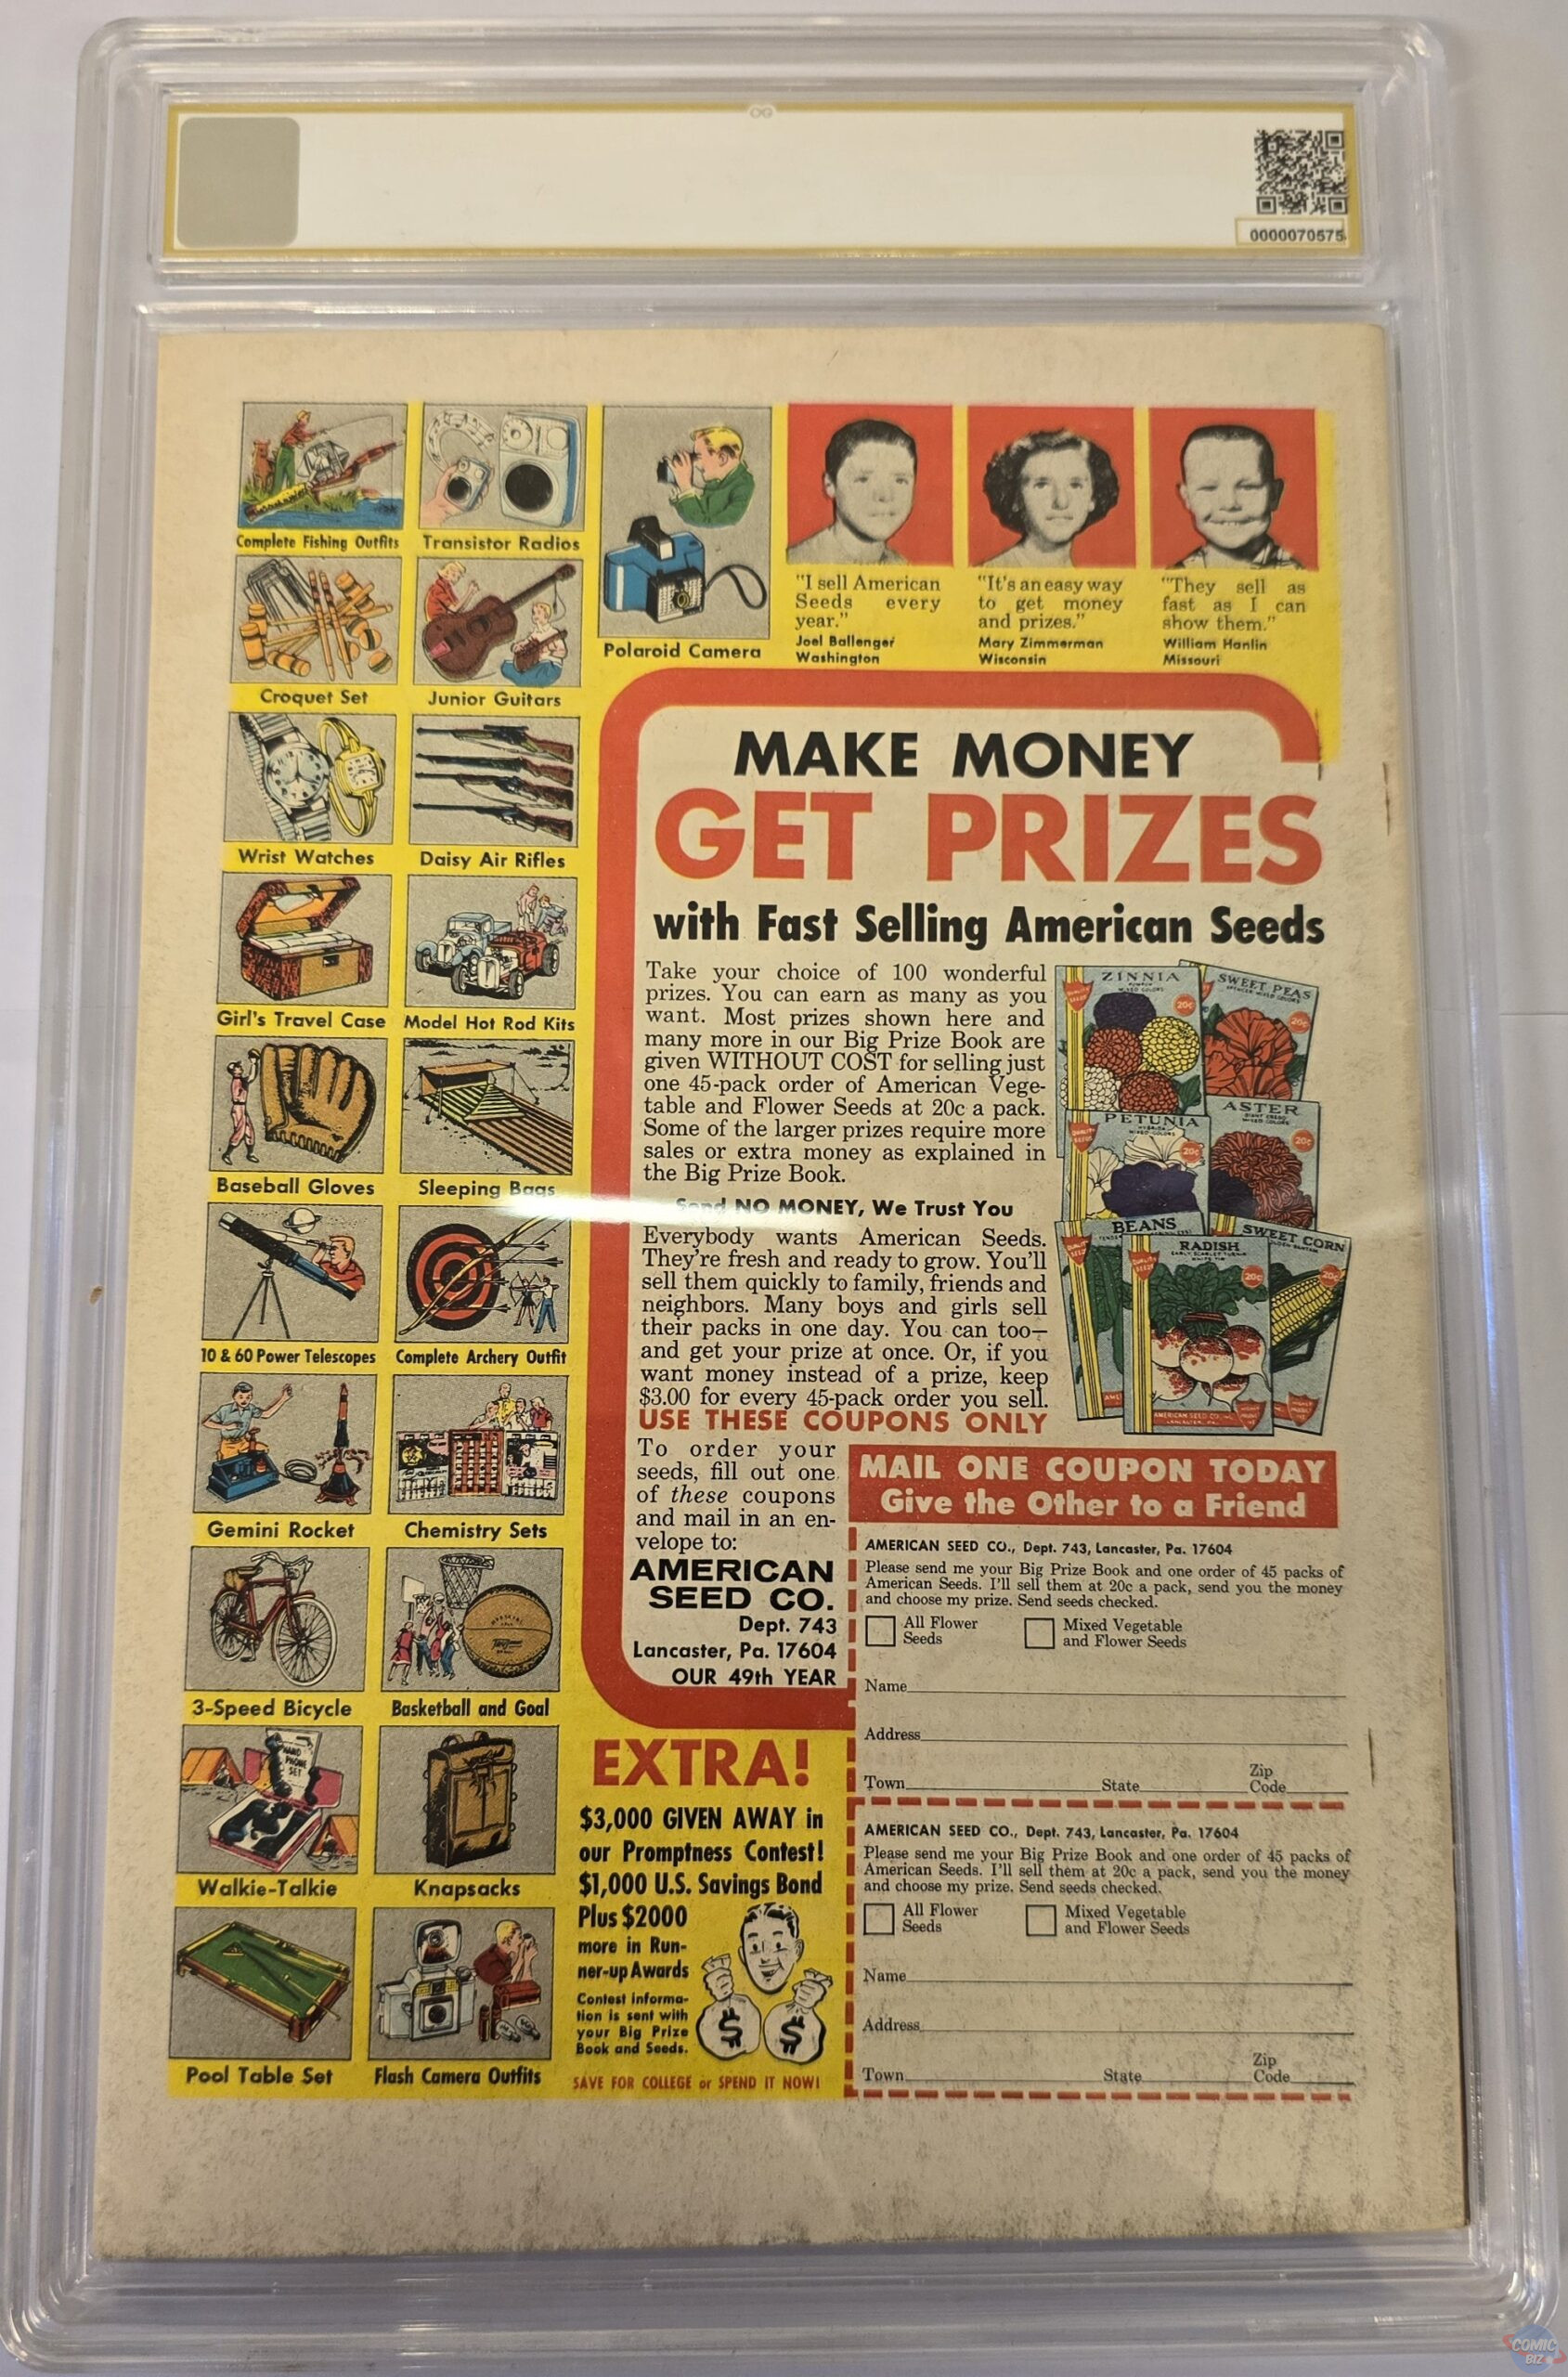 0000070575
Complete Fishing Outfits
Transistor Radios
Polaroid Camera
Croquet Set
Junior Guitars
Wrist Watches
Daisy Air Rifles
Girl's Travel Case
Model Hot Rod Kits
Baseball Gloves
Sleeping Bags
10 & 60 Power Telescopes
Complete Archery Outfit
Gemini Rocket
Chemistry Sets
3-Speed Bicycle
Basketball and Goal
HAND
PHONE
SET
Walkie-Talkie
Knapsacks
Pool Table Set
Flash Camera Outfits
"I sell American
Seeds every
year."
Joel Ballenger
Washington
"It's an easy way
to get money
and prizes."
Mary Zimmerman
Wisconsin
"They sell as
fast as I can
show them."
William Hanlin
Missouri
MAKE MONEY
GET PRIZES
with Fast Selling American Seeds
Take your choice of 100 wonderful
prizes. You can earn as many as you
want. Most prizes shown here and
many more in our Big Prize Book are
given WITHOUT COST for selling just
one 45-pack order of American Vege-
table and Flower Seeds at 20c a pack.
Some of the larger prizes require more
sales or extra money as explained in
the Big Prize Book.
Send NO MONEY, We Trust You
Everybody wants American Seeds.
They're fresh and ready to grow. You'll
sell them quickly to family, friends and
neighbors. Many boys and girls sell
their packs in one day. You can too—
and get your prize at once. Or, if you
want money instead of a prize, keep
$3.00 for every 45-pack order you sell.
USE THESE COUPONS ONLY
ZINNIA
MIXED COLORS
20c
SWEET PEAS
20c
PETUNIA
MIXED COLORS
20c
ASTER
MIXED COLORS
20c
BEANS
RADISH
20c
AMERICAN SEED CO.
LANCASTER, PA.
SWEET CORN
20c
To order your
seeds, fill out one
of these coupons
and mail in an en-
velope to:
AMERICAN
SEED CO.
Dept. 743
Lancaster, Pa. 17604
OUR 49th YEAR
MAIL ONE COUPON TODAY
Give the Other to a Friend
AMERICAN SEED CO., Dept. 743, Lancaster, Pa. 17604
Please send me your Big Prize Book and one order of 45 packs of
American Seeds. I'll sell them at 20c a pack, send you the money
and choose my prize. Send seeds checked.
All Flower
Seeds
Mixed Vegetable
and Flower Seeds
Name
Address
Town State Zip
Code
AMERICAN SEED CO., Dept. 743, Lancaster, Pa. 17604
Please send me your Big Prize Book and one order of 45 packs of
American Seeds. I'll sell them at 20c a pack, send you the money
and choose my prize. Send seeds checked.
All Flower
Seeds
Mixed Vegetable
and Flower Seeds
Name
Address
Town State Zip
Code
EXTRA!
$3,000 GIVEN AWAY in
our Promptness Contest!
$1,000 U.S. Savings Bond
Plus $2000
more in Run-
ner-up Awards
Contest informa-
tion is sent with
your Big Prize
Book and Seeds.
$ $
SAVE FOR COLLEGE or SPEND IT NOW!
COMIC
BIZ